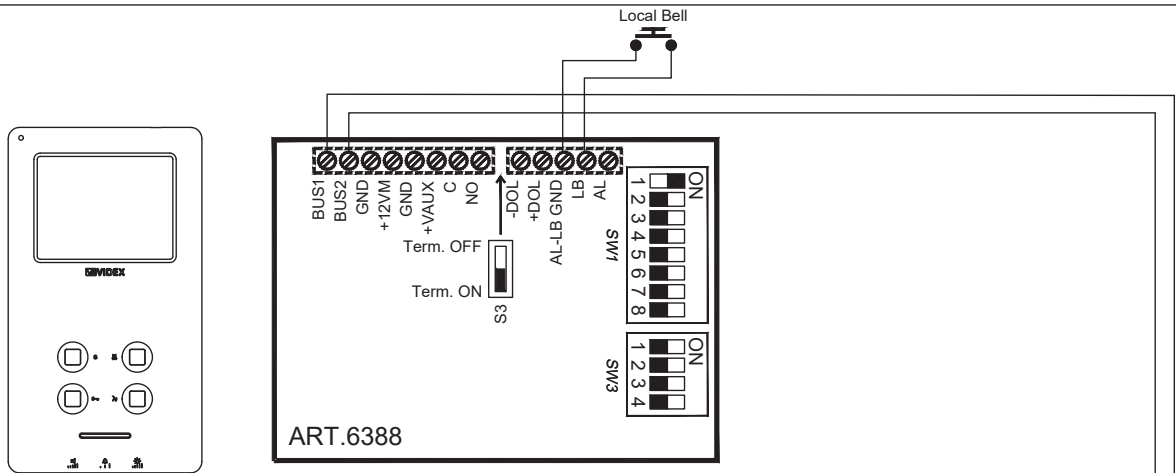 Local Bell
BUS1
BUS2
GND
+12VM
GND
+VAUX
C
NO
-DOL
+DOL
AL-LB GND
LB
AL
Term. OFF
Term. ON
S3
ON
1
2
3
4
5
6
7
8
SW1
ON
1
2
3
4
SW3
VIDEX
ART.6388